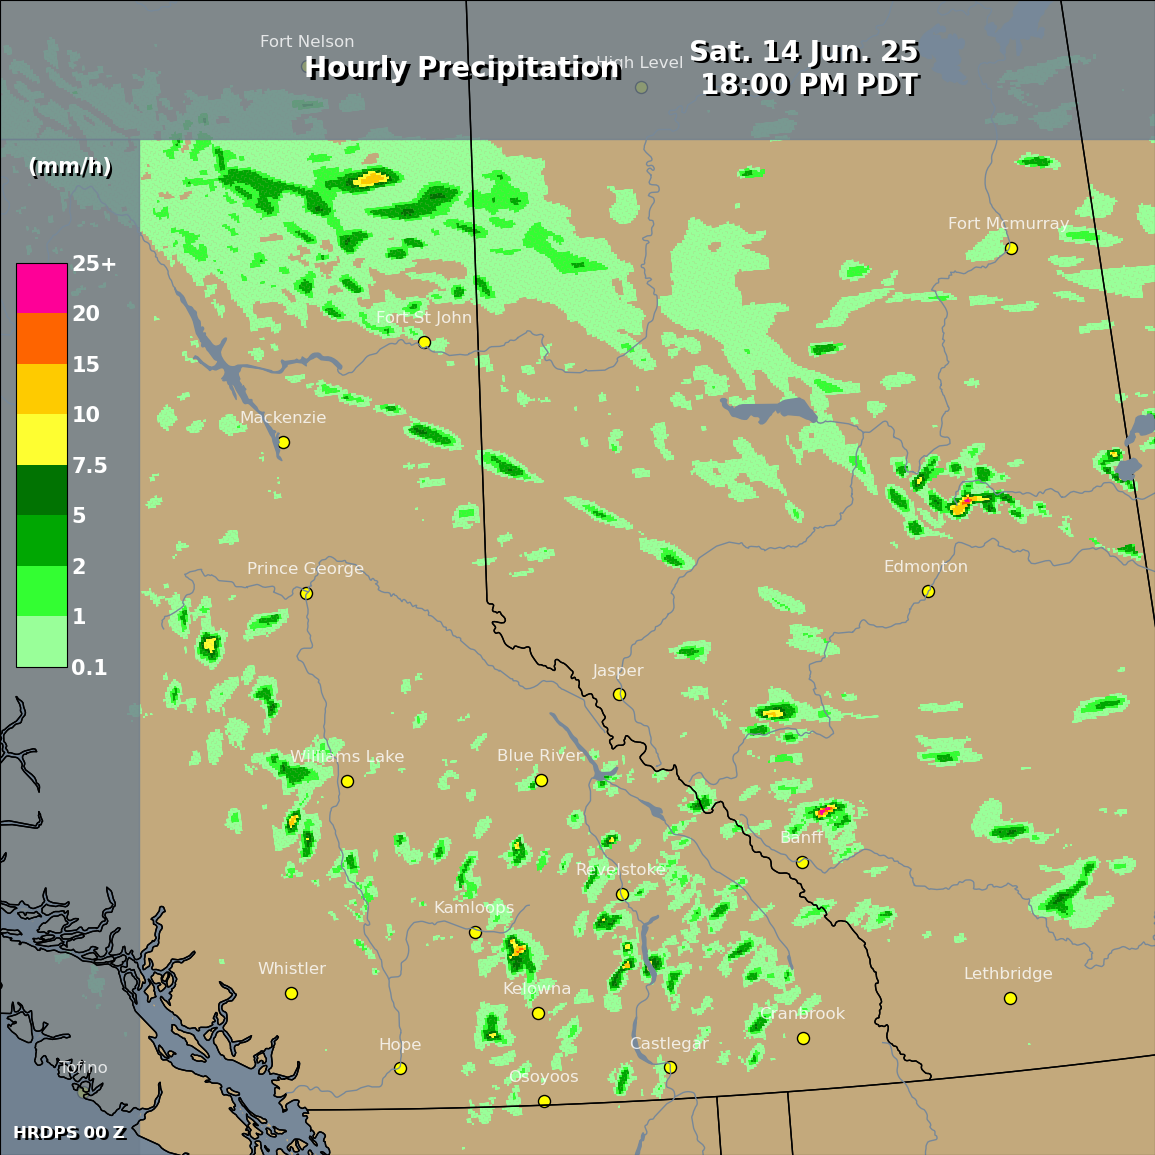 Fort Nelson
Hourly Precipitation
High Level
Sat. 14 Jun. 25
18:00 PM PDT
(mm/h)
Fort Mcmurray
25+
20
15
10
7.5
5
2
1
0.1
Fort St John
Mackenzie
Prince George
Edmonton
Jasper
Williams Lake
Blue River
Banff
Revelstoke
Kamloops
Whistler
Kelowna
Lethbridge
Cranbrook
Hope
Castlegar
Tofino
Osoyoos
HRDPS 00 Z